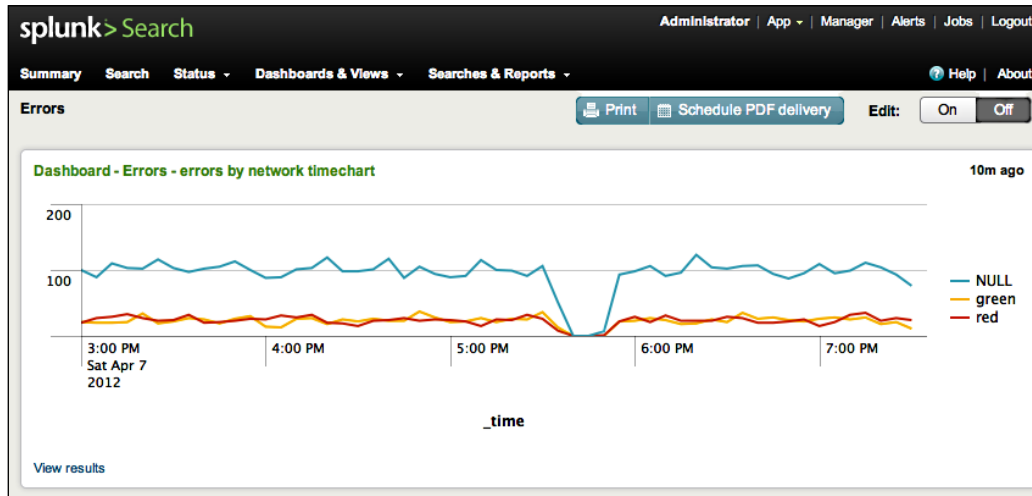 splunk> Search
Administrator | App | Manager | Alerts | Jobs | Logout
Summary Search Status Dashboards & Views Searches & Reports
? Help | About
Errors
Print Schedule PDF delivery Edit: On Off
Dashboard - Errors - errors by network timechart
10m ago
200
100
NULL
green
red
3:00 PM 4:00 PM 5:00 PM 6:00 PM 7:00 PM
Sat Apr 7
2012
_time
View results